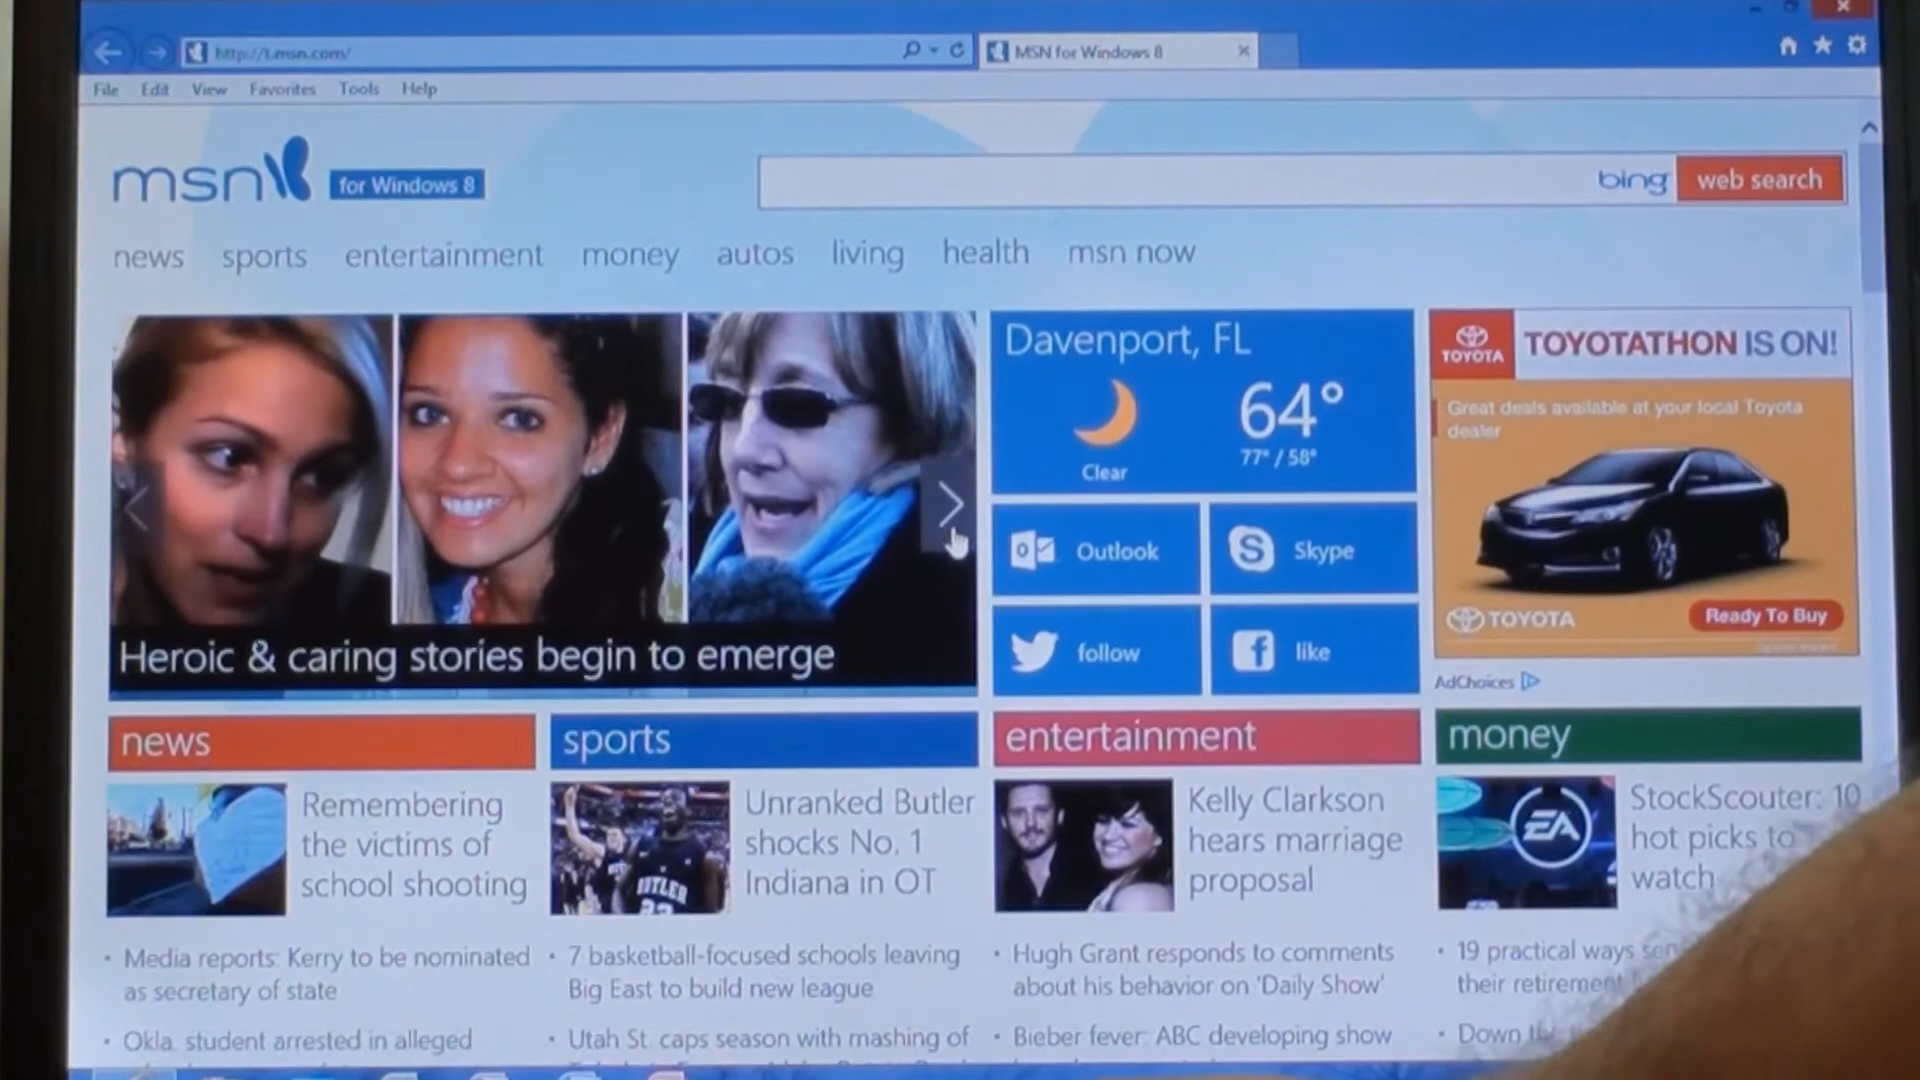 http://t.msn.com/
MSN for Windows 8
File Edit View Favorites Tools Help
msn for Windows 8
bing web search
news sports entertainment money autos living health msn now
Davenport, FL
64°
77° / 58°
Clear
Outlook
Skype
follow
like
TOYOTA
TOYOTATHON IS ON!
Great deals available at your local Toyota
dealer
TOYOTA
Ready To Buy
AdChoices
Heroic & caring stories begin to emerge
news
Remembering
the victims of
school shooting
Media reports: Kerry to be nominated
as secretary of state
Okla. student arrested in alleged
sports
BUTLER
Unranked Butler
shocks No. 1
Indiana in OT
7 basketball-focused schools leaving
Big East to build new league
Utah St. caps season with mashing of
entertainment
Kelly Clarkson
hears marriage
proposal
Hugh Grant responds to comments
about his behavior on 'Daily Show'
Bieber fever: ABC developing show
money
EA
StockScouter: 10
hot picks to
watch
19 practical ways
their retirement
Down